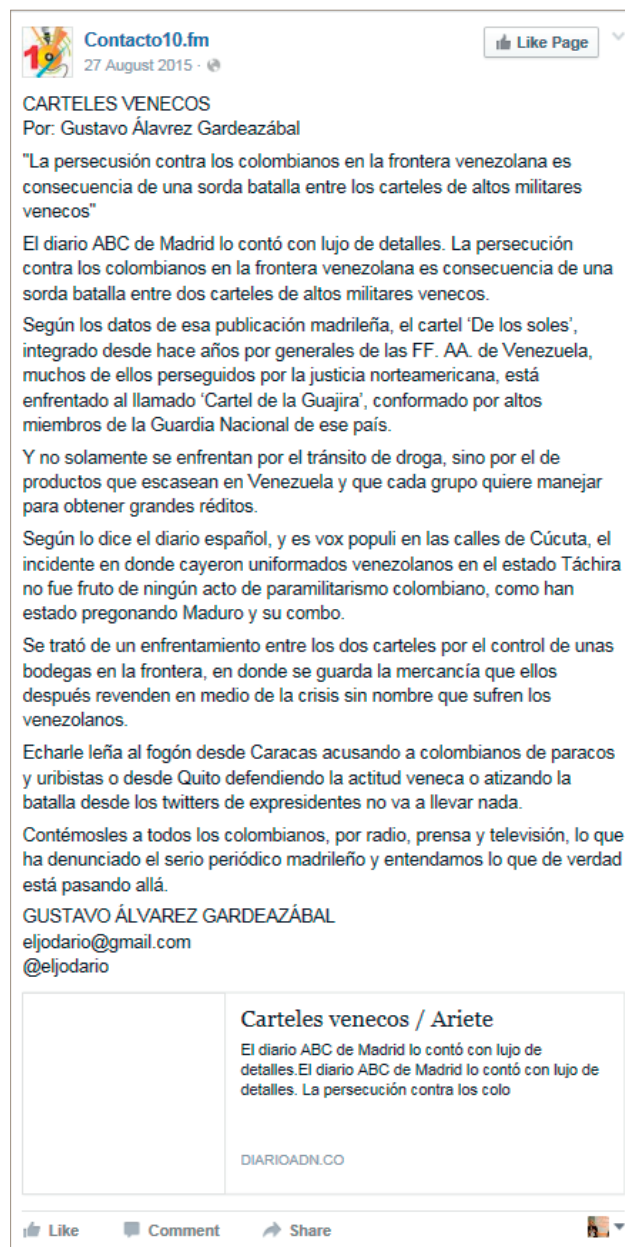 Contacto10.fm
Like Page
27 August 2015 ·
CARTELES VENECOS
Por: Gustavo Álavrez Gardeazábal
"La persecusión contra los colombianos en la frontera venezolana es
consecuencia de una sorda batalla entre los carteles de altos militares
venecos"
El diario ABC de Madrid lo contó con lujo de detalles. La persecución
contra los colombianos en la frontera venezolana es consecuencia de una
sorda batalla entre dos carteles de altos militares venecos.
Según los datos de esa publicación madrileña, el cartel ‘De los soles’,
integrado desde hace años por generales de las FF. AA. de Venezuela,
muchos de ellos perseguidos por la justicia norteamericana, está
enfrentado al llamado ‘Cartel de la Guajira’, conformado por altos
miembros de la Guardia Nacional de ese país.
Y no solamente se enfrentan por el tránsito de droga, sino por el de
productos que escasean en Venezuela y que cada grupo quiere manejar
para obtener grandes réditos.
Según lo dice el diario español, y es vox populi en las calles de Cúcuta, el
incidente en donde cayeron uniformados venezolanos en el estado Táchira
no fue fruto de ningún acto de paramilitarismo colombiano, como han
estado pregonando Maduro y su combo.
Se trató de un enfrentamiento entre los dos carteles por el control de unas
bodegas en la frontera, en donde se guarda la mercancía que ellos
después revenden en medio de la crisis sin nombre que sufren los
venezolanos.
Echarle leña al fogón desde Caracas acusando a colombianos de paracos
y uribistas o desde Quito defendiendo la actitud veneca o atizando la
batalla desde los twitters de expresidentes no va a llevar nada.
Contémosles a todos los colombianos, por radio, prensa y televisión, lo que
ha denunciado el serio periódico madrileño y entendamos lo que de verdad
está pasando allá.
GUSTAVO ÁLVAREZ GARDEAZÁBAL
eljodario@gmail.com
@eljodario
Carteles venecos / Ariete
El diario ABC de Madrid lo contó con lujo de
detalles.El diario ABC de Madrid lo contó con lujo de
detalles. La persecución contra los colo
DIARIOADN.CO
Like Comment Share